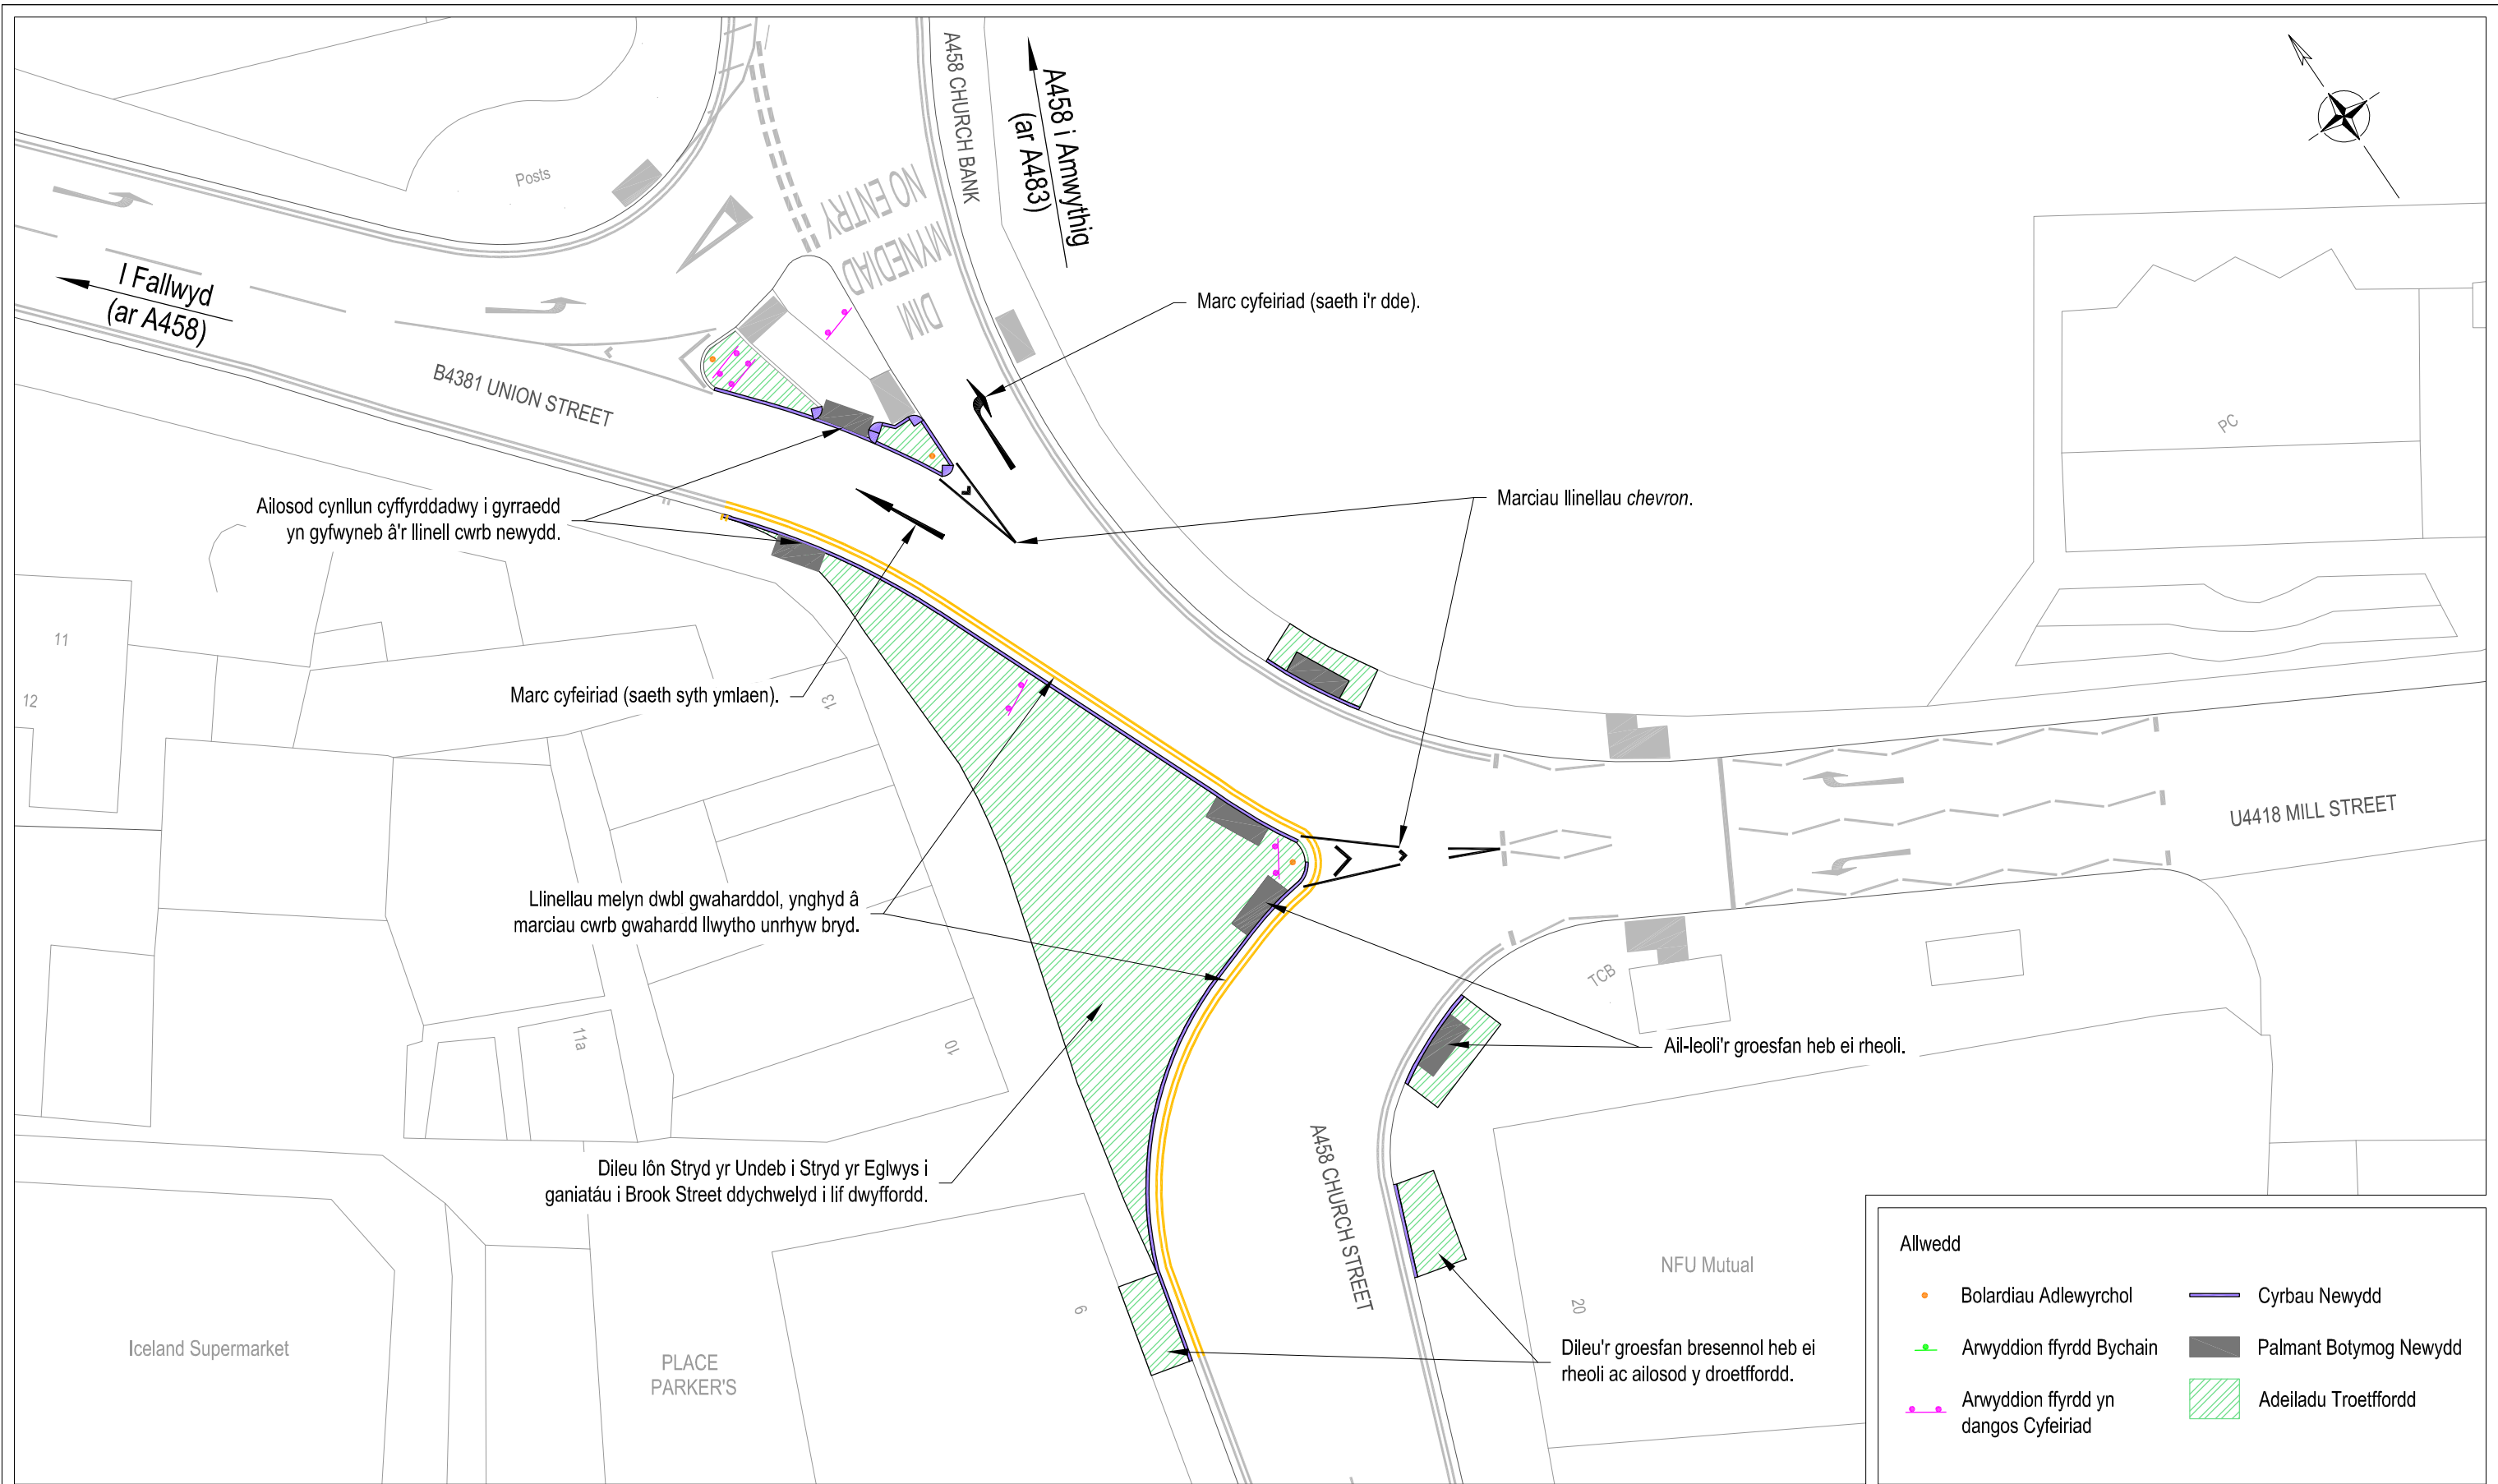 A458 CHURCH BANK
A458 i Amwythig
(ar A483)
Posts
NO ENTRY
MYNEDIAD
DIM
I Fallwyd
(ar A458)
B4381 UNION STREET
Marc cyfeiriad (saeth i'r dde).
PC
Ailosod cynllun cyffyrddadwy i gyrraedd
yn gyfwyneb â'r llinell cwrb newydd.
Marciau llinellau chevron.
11
12
Marc cyfeiriad (saeth syth ymlaen).
13
U4418 MILL STREET
Llinellau melyn dwbl gwaharddol, ynghyd â
marciau cwrb gwahardd llwytho unrhyw bryd.
TCB
11a
10
Ail-leoli'r groesfan heb ei rheoli.
Dileu lôn Stryd yr Undeb i Stryd yr Eglwys i
ganiatáu i Brook Street ddychwelyd i lif dwyffordd.
A458 CHURCH STREET
NFU Mutual
20
6
Iceland Supermarket
PLACE
PARKER'S
Dileu'r groesfan bresennol heb ei
rheoli ac ailosod y droetffordd.
Allwedd
Bolardiau Adlewyrchol
Cyrbau Newydd
Arwyddion ffyrdd Bychain
Palmant Botymog Newydd
Arwyddion ffyrdd yn
dangos Cyfeiriad
Adeiladu Troetffordd